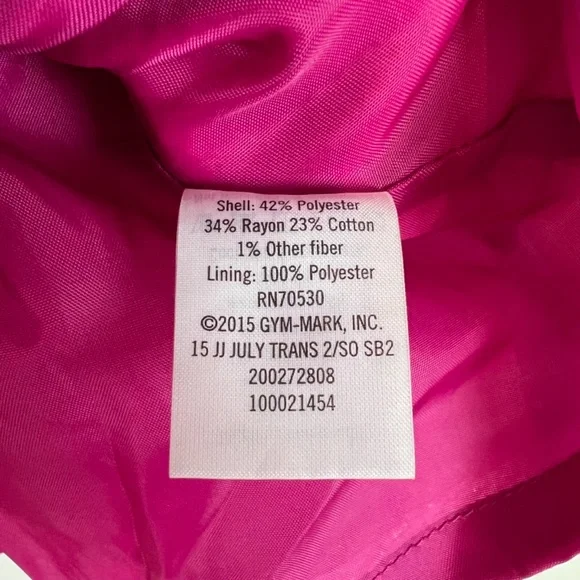 Shell: 42% Polyester
34% Rayon 23% Cotton
1% Other fiber
Lining: 100% Polyester
RN70530
©2015 GYM-MARK, INC.
15 JJ JULY TRANS 2/SO SB2
200272808
100021454